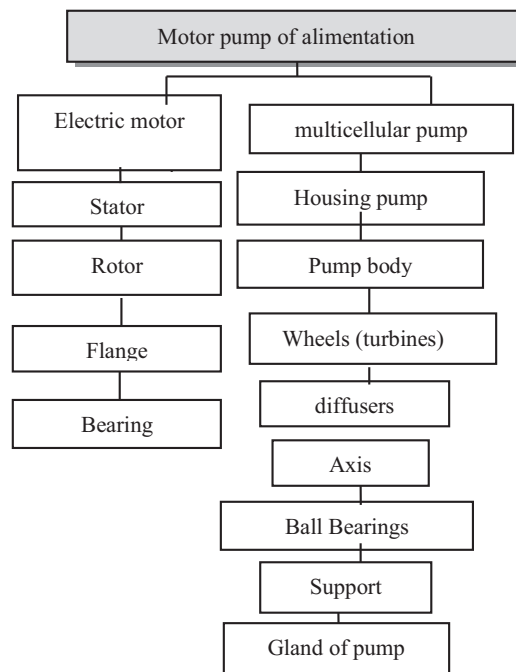 Motor pump of alimentation
Electric motor
Stator
Rotor
Flange
Bearing
multicellular pump
Housing pump
Pump body
Wheels (turbines)
diffusers
Axis
Ball Bearings
Support
Gland of pump